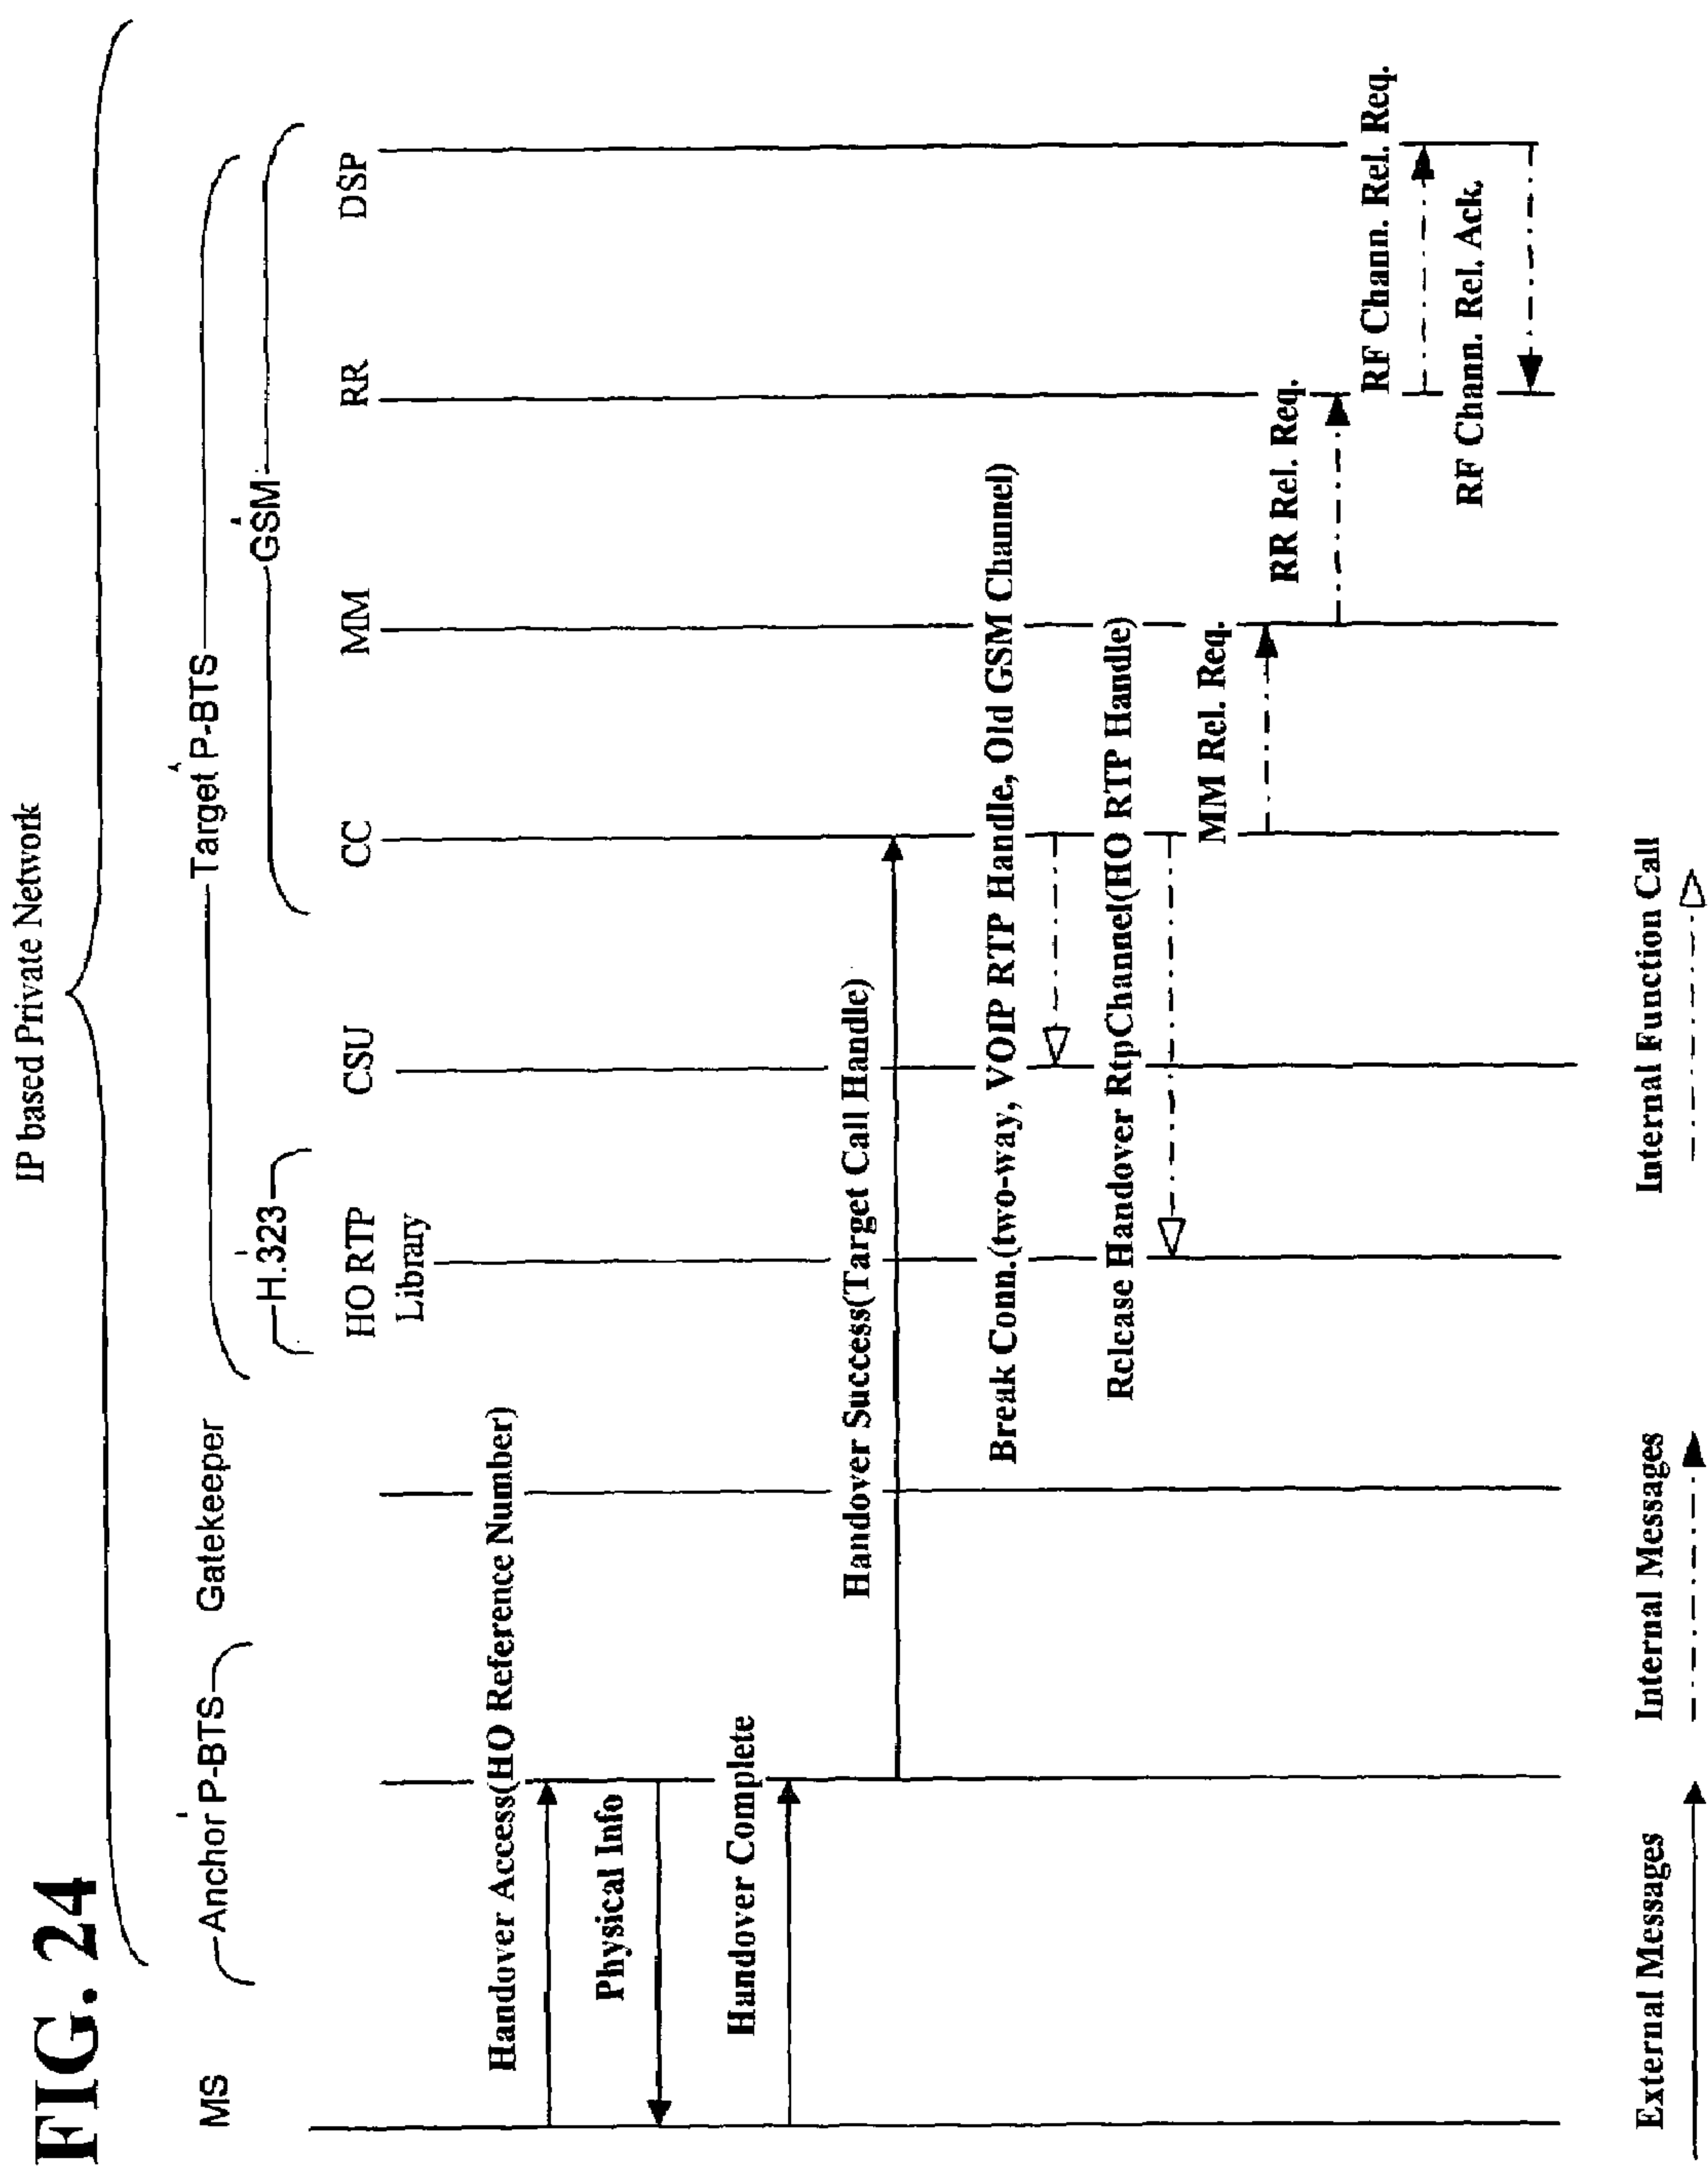 FIG. 24
IP based Private Network
MS
Anchor P-BTS
Gatekeeper
Target P-BTS
H.323
GSM
HO RTP
Library
CSU
CC
MM
RR
DSP
Handover Access(HO Reference Number)
Physical Info
Handover Complete
Handover Success(Target Call Handle)
Break Conn.(two-way, VOIP RTP Handle, Old GSM Channel)
Release Handover RtpChannel(HO RTP Handle)
MM Rel. Req.
RR Rel. Req.
RF Chann. Rel. Req.
RF Chann. Rel. Ack.
External Messages
Internal Messages
Internal Function Call